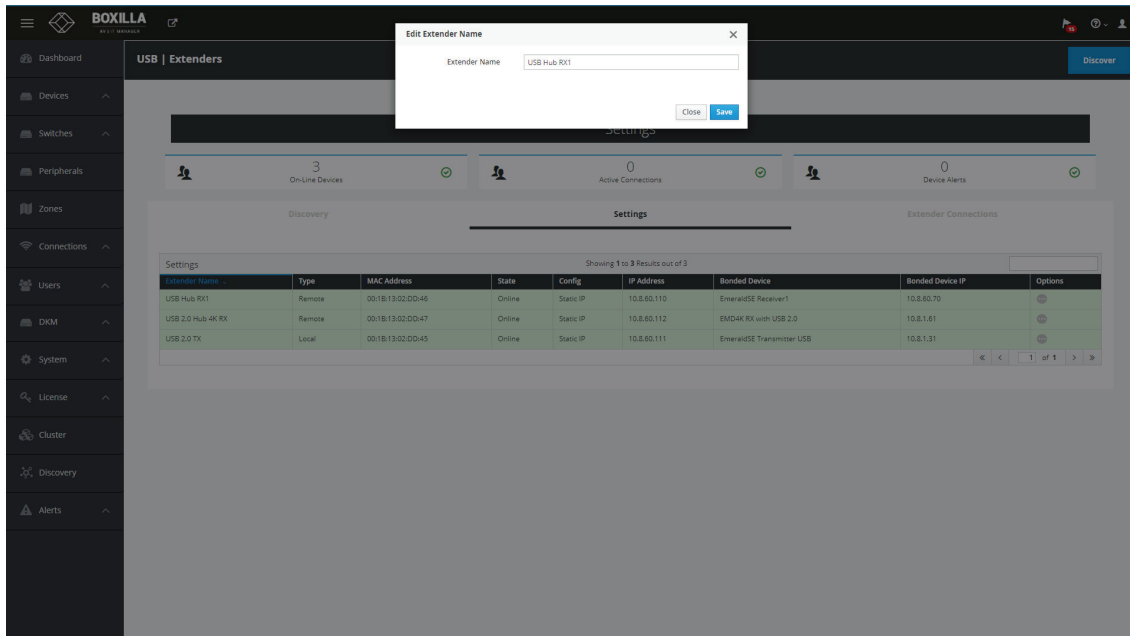 BOXILLA
Edit Extender Name
Extender Name USB Hub RX1
Close Save
Dashboard
Devices
Switches
Peripherals
Zones
Connections
Users
DKM
System
License
Cluster
Discovery
Alerts
USB | Extenders
Discover
Settings
3
On-Line Devices
0
Active Connections
0
Device Alerts
Discovery Settings Extender Connections
Settings Showing 1 to 3 Results out of 3
Extender Name Type MAC Address State Config IP Address Bonded Device Bonded Device IP Options
USB Hub RX1 Remote 00:1B:13:02:DD:46 Online Static IP 10.8.60.110 EmeraldSE Receiver1 10.8.60.70
USB 2.0 Hub 4K RX Remote 00:1B:13:02:DD:47 Online Static IP 10.8.60.112 EMD4K RX with USB 2.0 10.8.1.61
USB 2.0 TX Local 00:1B:13:02:DD:45 Online Static IP 10.8.60.111 EmeraldSE Transmitter USB 10.8.1.31
1 of 1